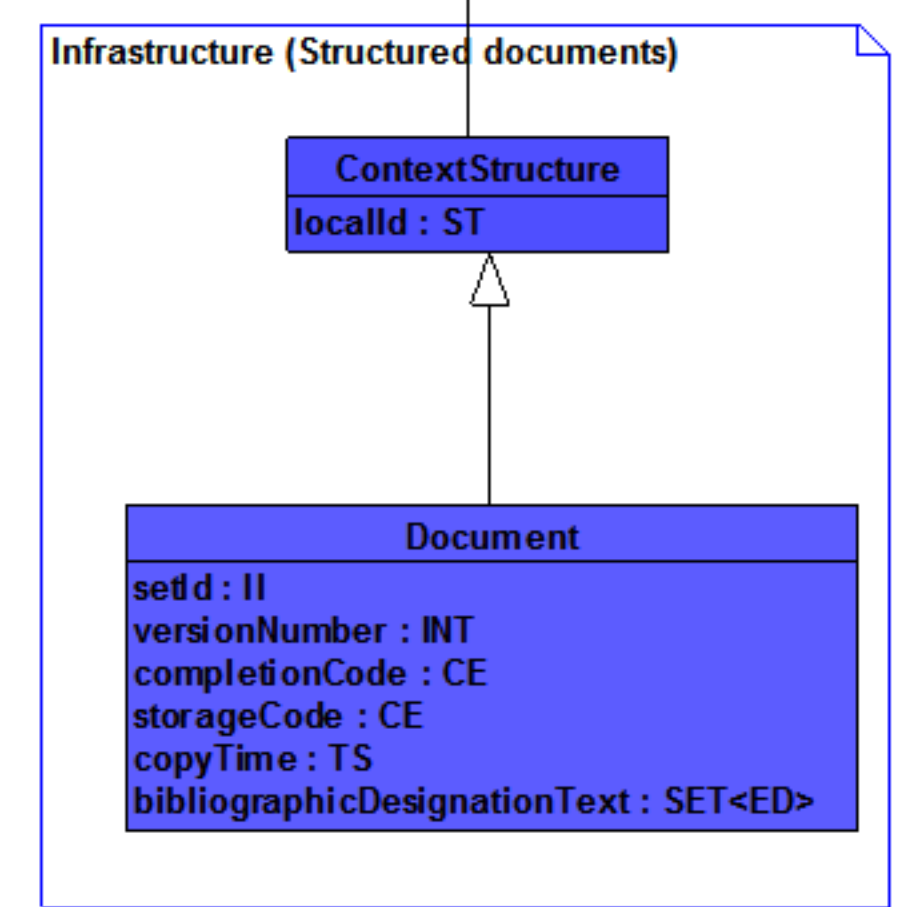 Infrastructure (Structured documents)
ContextStructure
localId : ST
Document
setId : II
versionNumber : INT
completionCode : CE
storageCode : CE
copyTime : TS
bibliographicDesignationText : SET<ED>